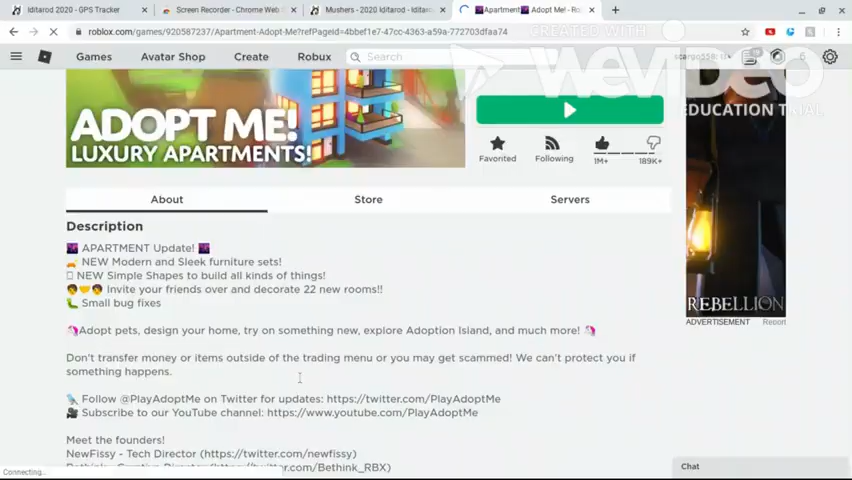 Iditarod 2020 - GPS Tracker
Screen Recorder - Chrome Web
Mushers - 2020 Iditarod - Iditaro
Apartment Adopt Me! - Ro
roblox.com/games/920587237/Apartment-Adopt-Me?refPageId=4bbef1e7-47cc-4363-a59a-772703dfaa74
CREATED WITH
Games
Avatar Shop
Create
Robux
Search
WeVideo
EDUCATION TRIAL
ADOPT ME!
LUXURY APARTMENTS!
Favorited
Following
1M+
189K+
About
Store
Servers
Description
APARTMENT Update!
NEW Modern and Sleek furniture sets!
NEW Simple Shapes to build all kinds of things!
Invite your friends over and decorate 22 new rooms!!
Small bug fixes
Adopt pets, design your home, try on something new, explore Adoption Island, and much more!
Don't transfer money or items outside of the trading menu or you may get scammed! We can't protect you if
something happens.
Follow @PlayAdoptMe on Twitter for updates: https://twitter.com/PlayAdoptMe
Subscribe to our YouTube channel: https://www.youtube.com/PlayAdoptMe
Meet the founders!
NewFissy - Tech Director (https://twitter.com/newfissy)
Bethink - Creative Director (https://twitter.com/Bethink_RBX)
REBELLION
ADVERTISEMENT
Report
Chat
Connecting...